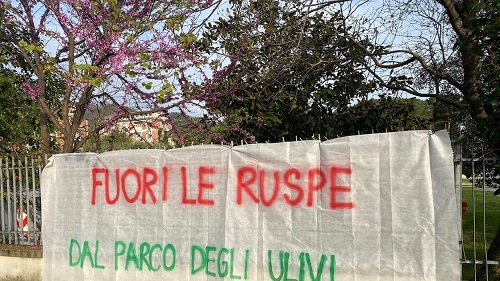 FUORI LE RUSPE
DAL PARCO DEGLI ULIVI